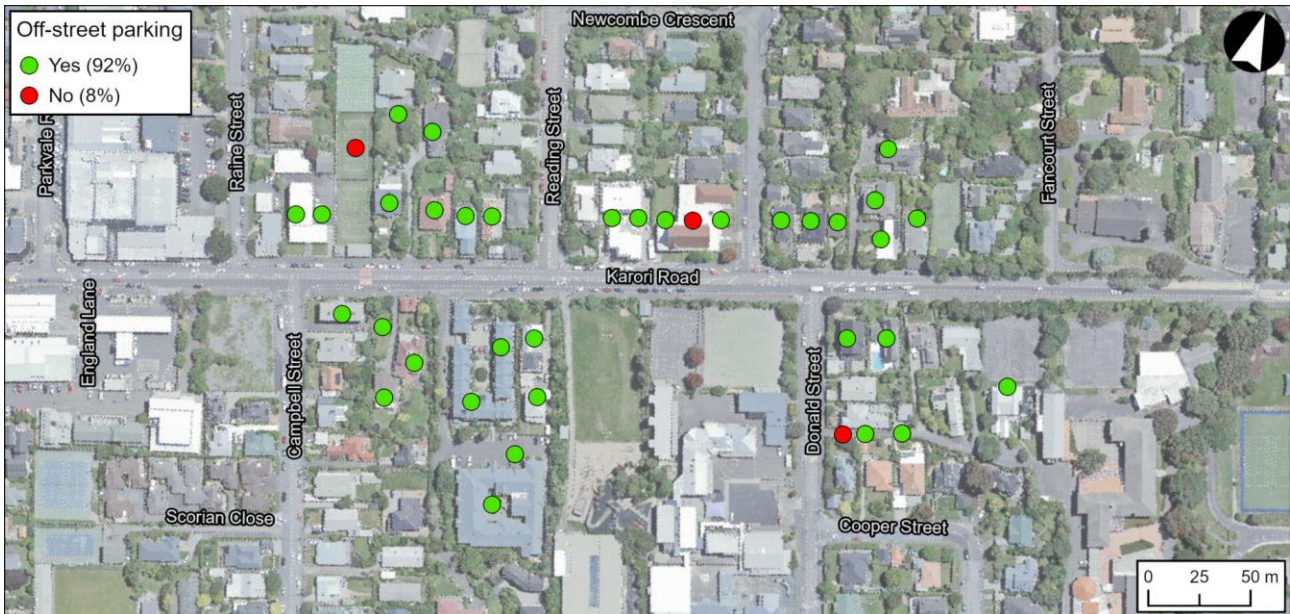 Newcombe Crescent
Off-street parking
Yes (92%)
No (8%)
Parkvale R
Raine Street
Reading Street
Fancourt Street
Karori Road
England Lane
Campbell Street
Donald Street
Scorian Close
Cooper Street
0 25 50 m